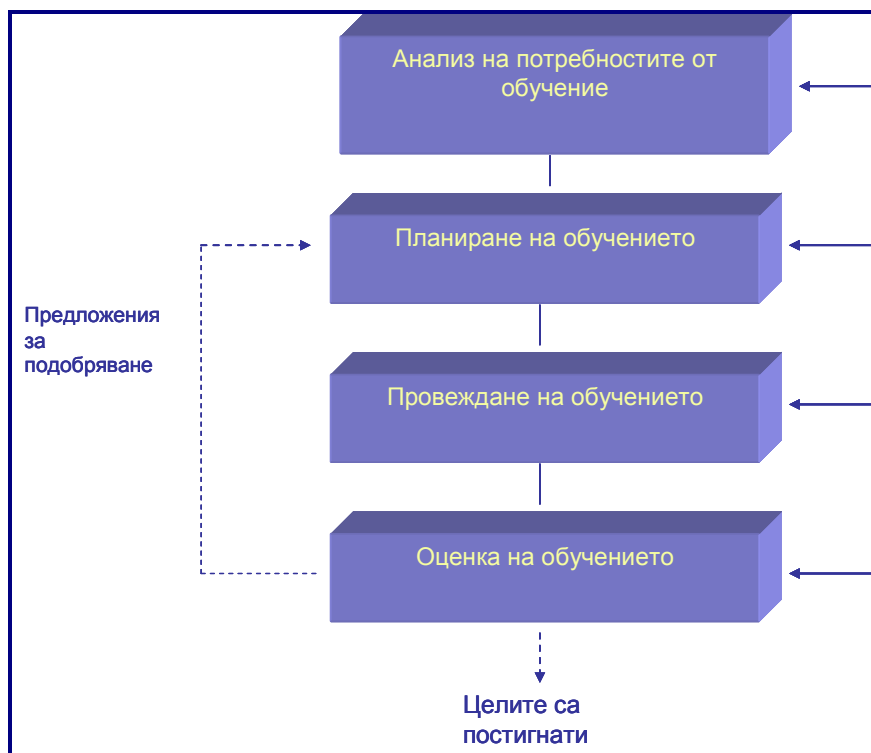 Анализ на потребностите от
обучение
Планиране на обучението
Предложения
за
подобряване
Провеждане на обучението
Оценка на обучението
Целите са
постигнати